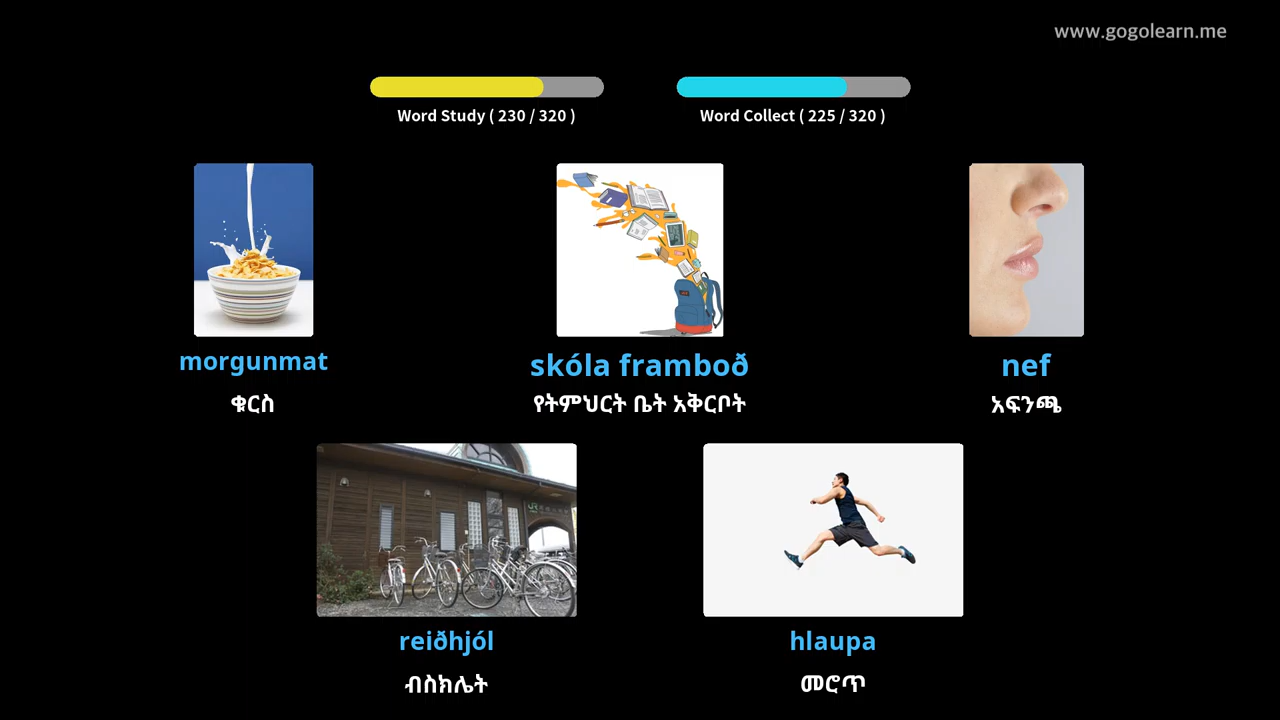 www.gogolearn.me
Word Study ( 230 / 320 )
Word Collect ( 225 / 320 )
morgunmat
skóla framboð
nef
ቁርስ
የትምህርት ቤት አቅርቦት
አፍንጫ
reiðhjól
hlaupa
ብስክሌት
መሮጥ